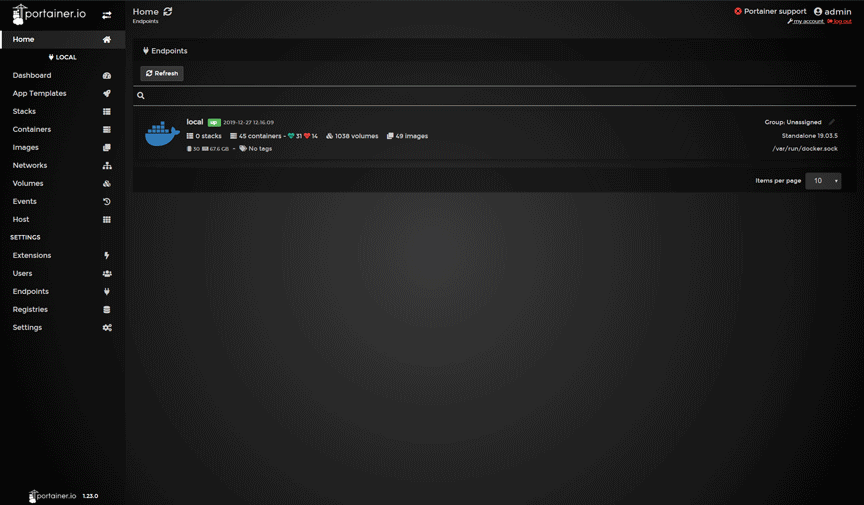 portainer.io
Home
LOCAL
Dashboard
App Templates
Stacks
Containers
Images
Networks
Volumes
Events
Host
SETTINGS
Extensions
Users
Endpoints
Registries
Settings
portainer.io 1.23.0
Home
Endpoints
Portainer support admin
my account log out
Endpoints
Refresh
local up 2019-12-27 12:16:09
Group: Unassigned
0 stacks 45 containers - 31 14 1038 volumes 49 images
Standalone 19.03.5
30 67.6 GB - No tags
/var/run/docker.sock
Items per page 10